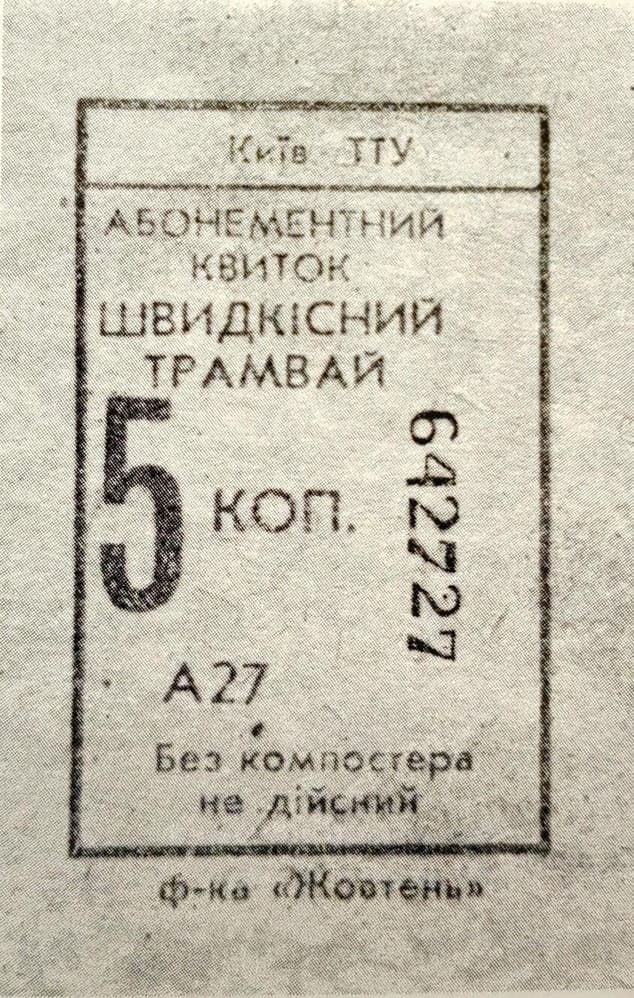 Київ ТТУ
АБОНЕМЕНТНИЙ
КВИТОК
ШВИДКІСНИЙ
ТРАМВАЙ
5 КОП.
642727
А27
Без компостера
не дійсний
ф-ка «Жовтень»